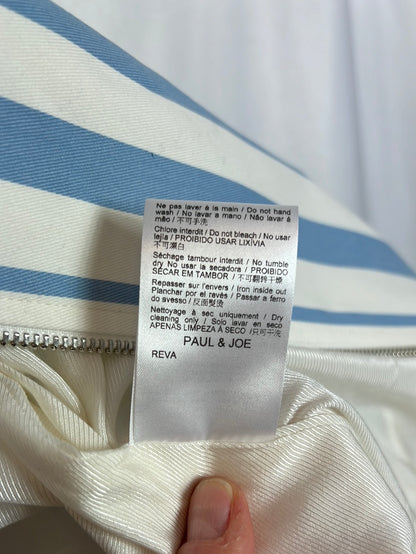 Ne pas laver à la main / Do not hand
wash / No lavar a mano / Não lavar à
mão / 不可手洗
Chlore interdit / Do not bleach / No usar
lejía / PROIBIDO USAR LIXÍVIA
不可漂白
Séchage tambour interdit / No tumble
dry / No usar la secadora / PROIBIDO
SÉCAR EM TAMBOR / 不可翻轉干燥
Repasser sur l'envers / Iron inside out
Planchar por el revés / Passar a ferro
do avesso / 反面熨燙
Nettoyage à sec uniquement / Dry
cleaning only / Solo lavar en seco
APENAS LIMPEZA À SECO /只可干洗
PAUL & JOE
REVA